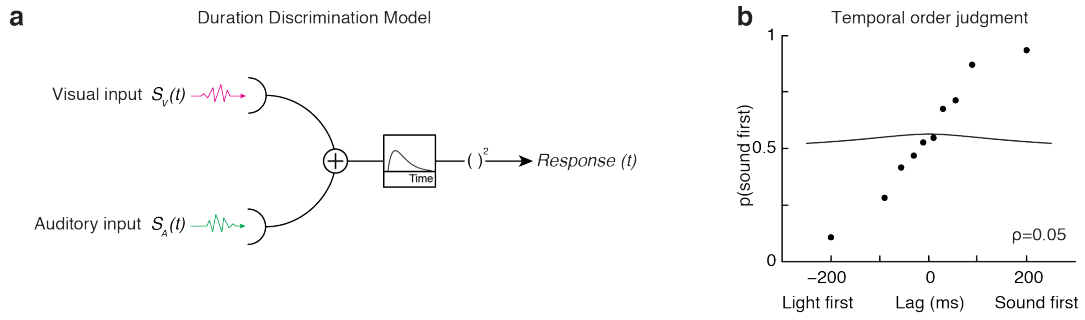 a
Duration Discrimination Model
Visual input S_V(t)
Auditory input S_A(t)
+
Time
( )²
Response (t)
b
Temporal order judgment
p(sound first)
1
0.5
0
ρ=0.05
−200 0 200
Light first Lag (ms) Sound first